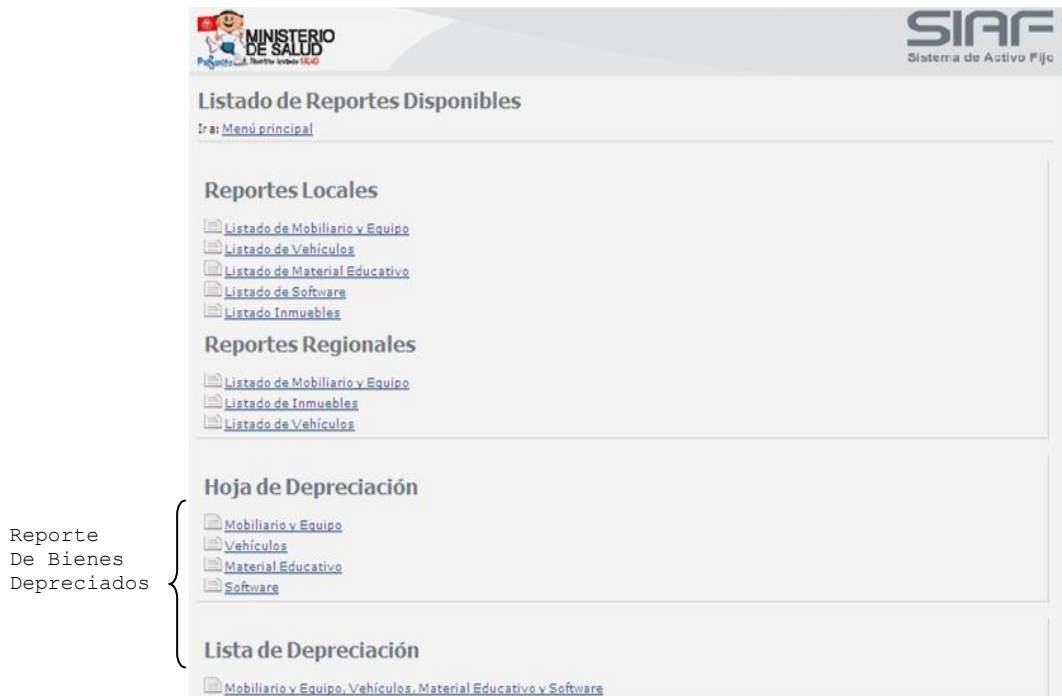 MINISTERIO
DE SALUD
SIAF
Sistema de Activo Fijo
Listado de Reportes Disponibles
Ir a: Menú principal
Reportes Locales
Listado de Mobiliario y Equipo
Listado de Vehículos
Listado de Material Educativo
Listado de Software
Listado Inmuebles
Reportes Regionales
Listado de Mobiliario y Equipo
Listado de Inmuebles
Listado de Vehículos
Hoja de Depreciación
Mobiliario y Equipo
Vehículos
Material Educativo
Software
Reporte
De Bienes
Depreciados
Lista de Depreciación
Mobiliario y Equipo, Vehículos, Material Educativo y Software